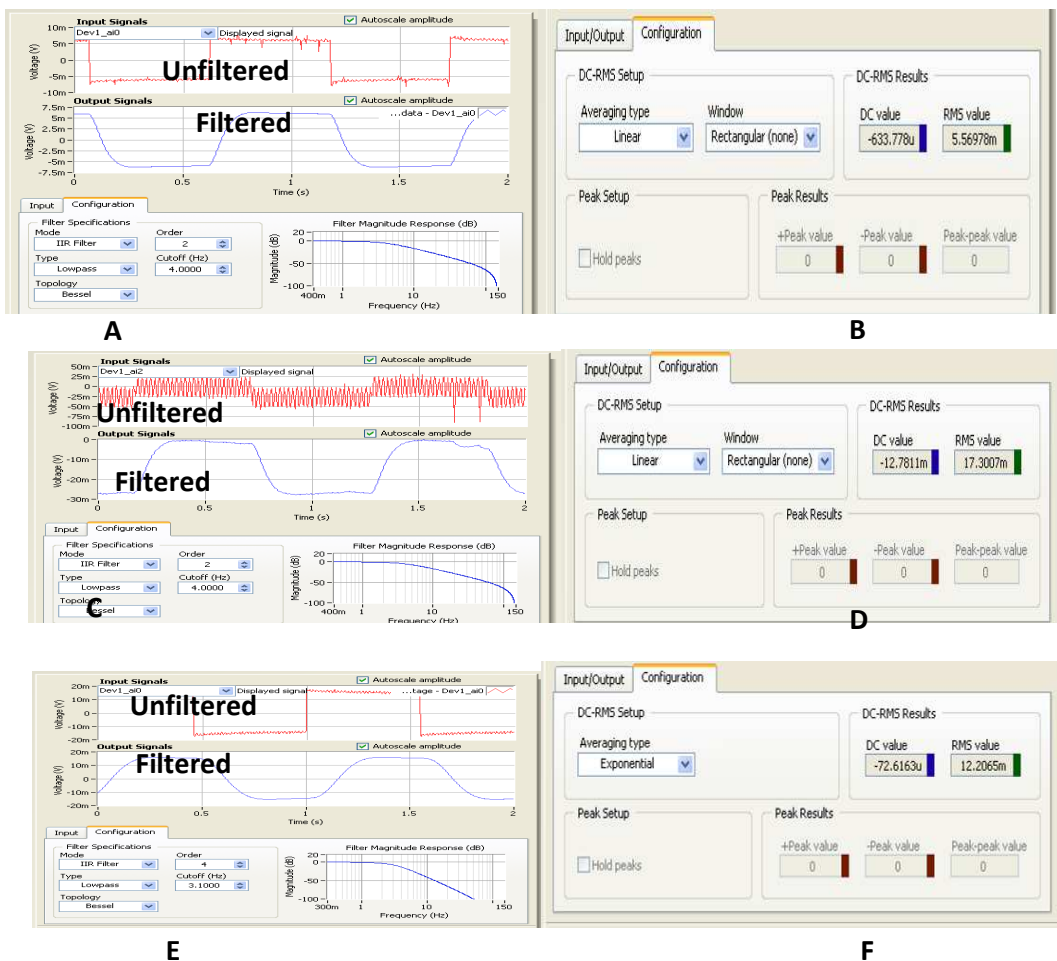 Input Signals
Autoscale amplitude
Dev1_ai0
Displayed signal
10m
5m
0
-5m
-10m
Voltage (V)
Unfiltered
Output Signals
Autoscale amplitude
...data - Dev1_ai0
7.5m
5m
2.5m
0
-2.5m
-5m
-7.5m
Voltage (V)
Filtered
0 0.5 1 1.5 2
Time (s)
Input Configuration
Filter Specifications
Mode Order
IIR Filter 2
Type Cutoff (Hz)
Lowpass 4.0000
Topology
Bessel
Filter Magnitude Response (dB)
20
0
-50
-100
Magnitude (dB)
400m 1 10 150
Frequency (Hz)
A
Input/Output Configuration
DC-RMS Setup
Averaging type Window
Linear Rectangular (none)
DC-RMS Results
DC value RMS value
-633.778u 5.56978m
Peak Setup
Hold peaks
Peak Results
+Peak value -Peak value Peak-peak value
0 0 0
B
Input Signals
Autoscale amplitude
Dev1_ai2
Displayed signal
50m
25m
0
-25m
-50m
-75m
-100m
Voltage (V)
Unfiltered
Output Signals
Autoscale amplitude
0
-10m
-30m
Voltage (V)
Filtered
0 0.5 1 1.5 2
Time (s)
Input Configuration
Filter Specifications
Mode Order
IIR Filter 2
Type Cutoff (Hz)
Lowpass 4.0000
Topology
Bessel
C
Filter Magnitude Response (dB)
20
0
-50
-100
Magnitude (dB)
400m 1 10 150
Frequency (Hz)
Input/Output Configuration
DC-RMS Setup
Averaging type Window
Linear Rectangular (none)
DC-RMS Results
DC value RMS value
-12.7811m 17.3007m
Peak Setup
Hold peaks
Peak Results
+Peak value -Peak value Peak-peak value
0 0 0
D
Input Signals
Autoscale amplitude
Dev1_ai0
Displayed signal
...tage - Dev1_ai0
20m
10m
0
-10m
-20m
Voltage (V)
Unfiltered
Output Signals
Autoscale amplitude
20m
10m
0
-10m
-20m
Voltage (V)
Filtered
0 0.5 1 1.5 2
Time (s)
Input Configuration
Filter Specifications
Mode Order
IIR Filter 4
Type Cutoff (Hz)
Lowpass 3.1000
Topology
Bessel
Filter Magnitude Response (dB)
20
0
-50
-100
Magnitude (dB)
300m 1 10 150
Frequency (Hz)
E
Input/Output Configuration
DC-RMS Setup
Averaging type
Exponential
DC-RMS Results
DC value RMS value
-72.6163u 12.2065m
Peak Setup
Hold peaks
Peak Results
+Peak value -Peak value Peak-peak value
0 0 0
F